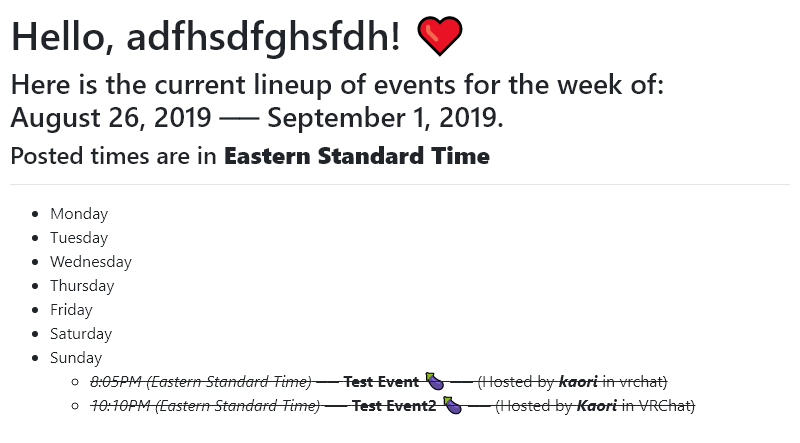 Hello, adfhsdfghsfdh! ❤️
Here is the current lineup of events for the week of:
August 26, 2019 —– September 1, 2019.
Posted times are in Eastern Standard Time
Monday
Tuesday
Wednesday
Thursday
Friday
Saturday
Sunday
8:05PM (Eastern Standard Time) —– Test Event 🍆 —– (Hosted by kaori in vrchat)
10:10PM (Eastern Standard Time) —– Test Event2 🍆 —– (Hosted by Kaori in VRChat)